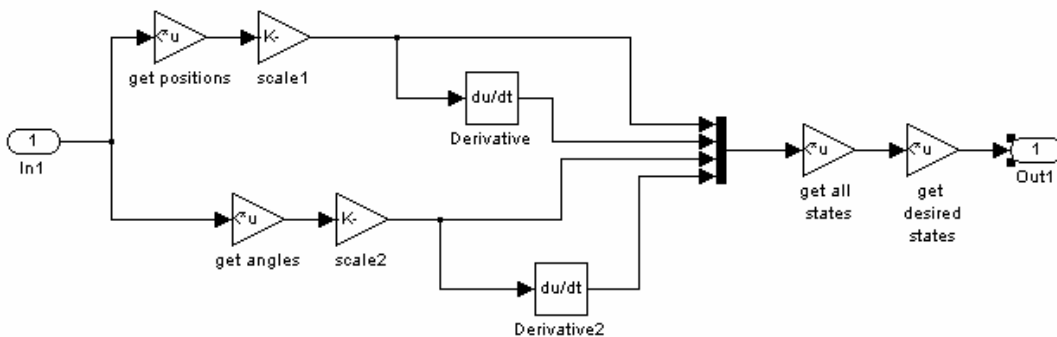 u
K-
get positions
scale1
du/dt
Derivative
1
In1
u
u
1
Out1
get all
states
get
desired
states
u
K-
get angles
scale2
du/dt
Derivative2